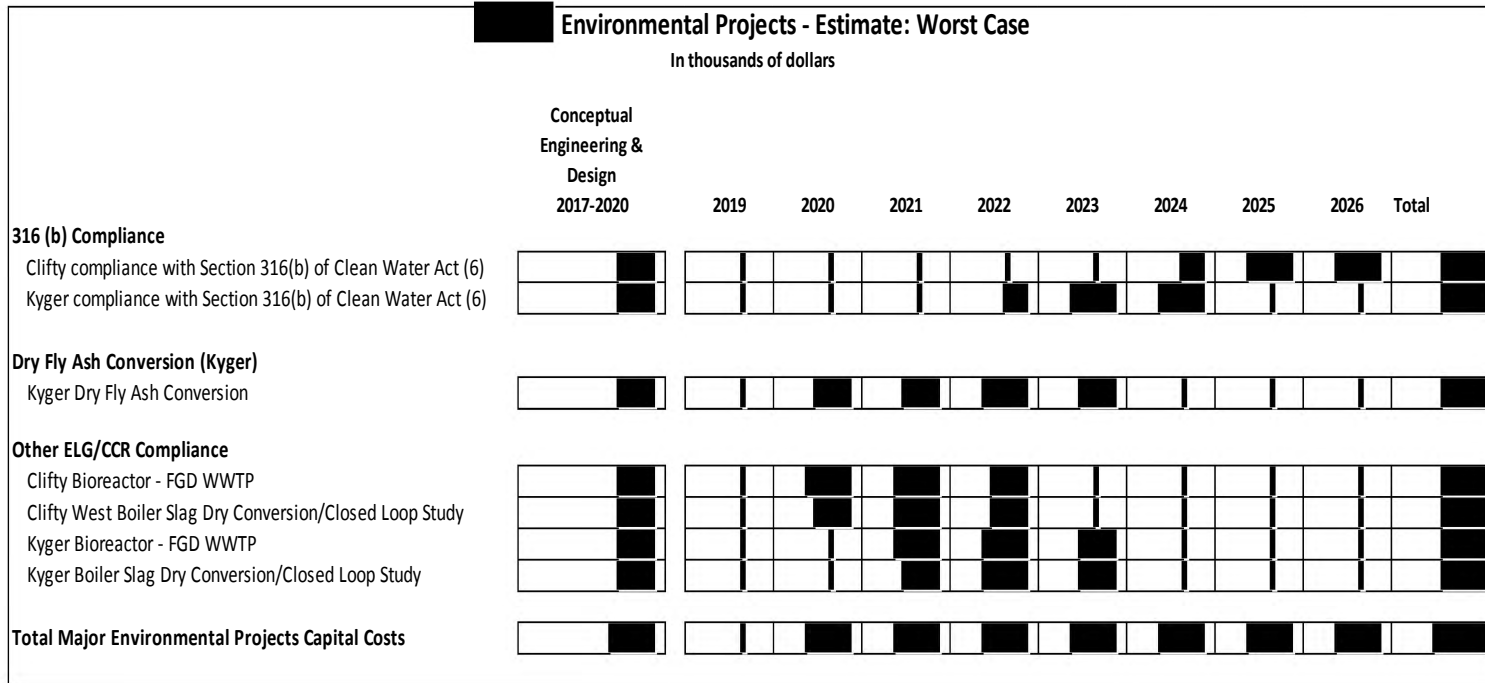 Environmental Projects - Estimate: Worst Case
In thousands of dollars
Conceptual
Engineering &
Design
2017-2020 2019 2020 2021 2022 2023 2024 2025 2026 Total
316 (b) Compliance
Clifty compliance with Section 316(b) of Clean Water Act (6)
Kyger compliance with Section 316(b) of Clean Water Act (6)
Dry Fly Ash Conversion (Kyger)
Kyger Dry Fly Ash Conversion
Other ELG/CCR Compliance
Clifty Bioreactor - FGD WWTP
Clifty West Boiler Slag Dry Conversion/Closed Loop Study
Kyger Bioreactor - FGD WWTP
Kyger Boiler Slag Dry Conversion/Closed Loop Study
Total Major Environmental Projects Capital Costs